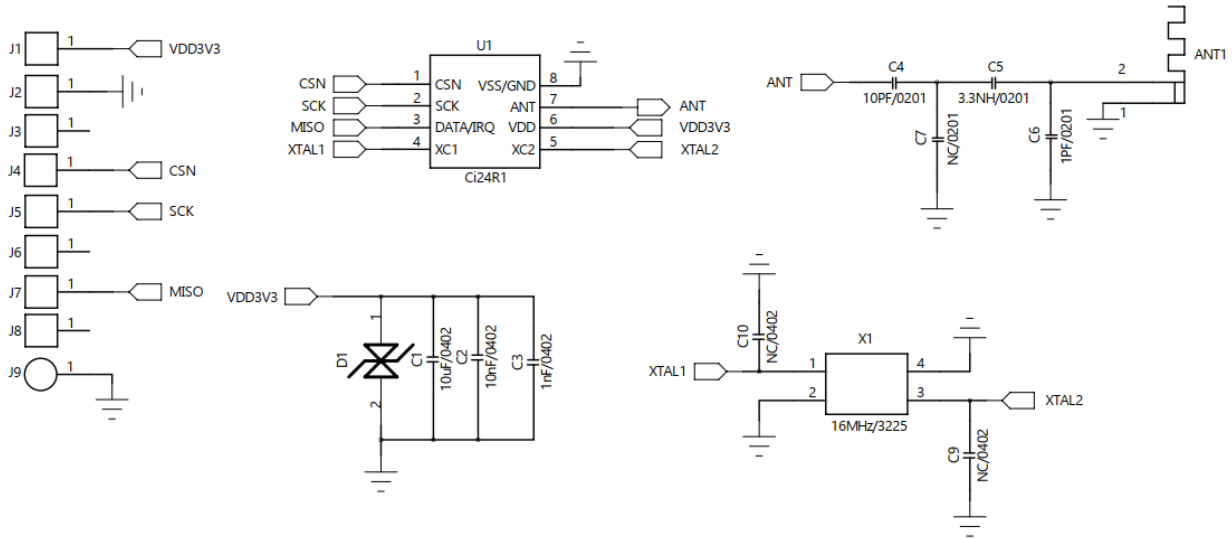 J1 1 VDD3V3
J2 1
J3 1
J4 1 CSN
J5 1 SCK
J6 1
J7 1 MISO
J8 1
J9 1
U1
CSN 1 CSN VSS/GND 8
SCK 2 SCK ANT 7 ANT
MISO 3 DATA/IRQ VDD 6 VDD3V3
XTAL1 4 XC1 XC2 5 XTAL2
Ci24R1
ANT
C4
10PF/0201
C5
3.3NH/0201
C7
NC/0201
C6
1PF/0201
2
1
ANT1
VDD3V3
1
D1
2
C1
10uF/0402
C2
10nF/0402
C3
1nF/0402
C10
NC/0402
X1
XTAL1 1 4
2 3 XTAL2
16MHz/3225
C9
NC/0402